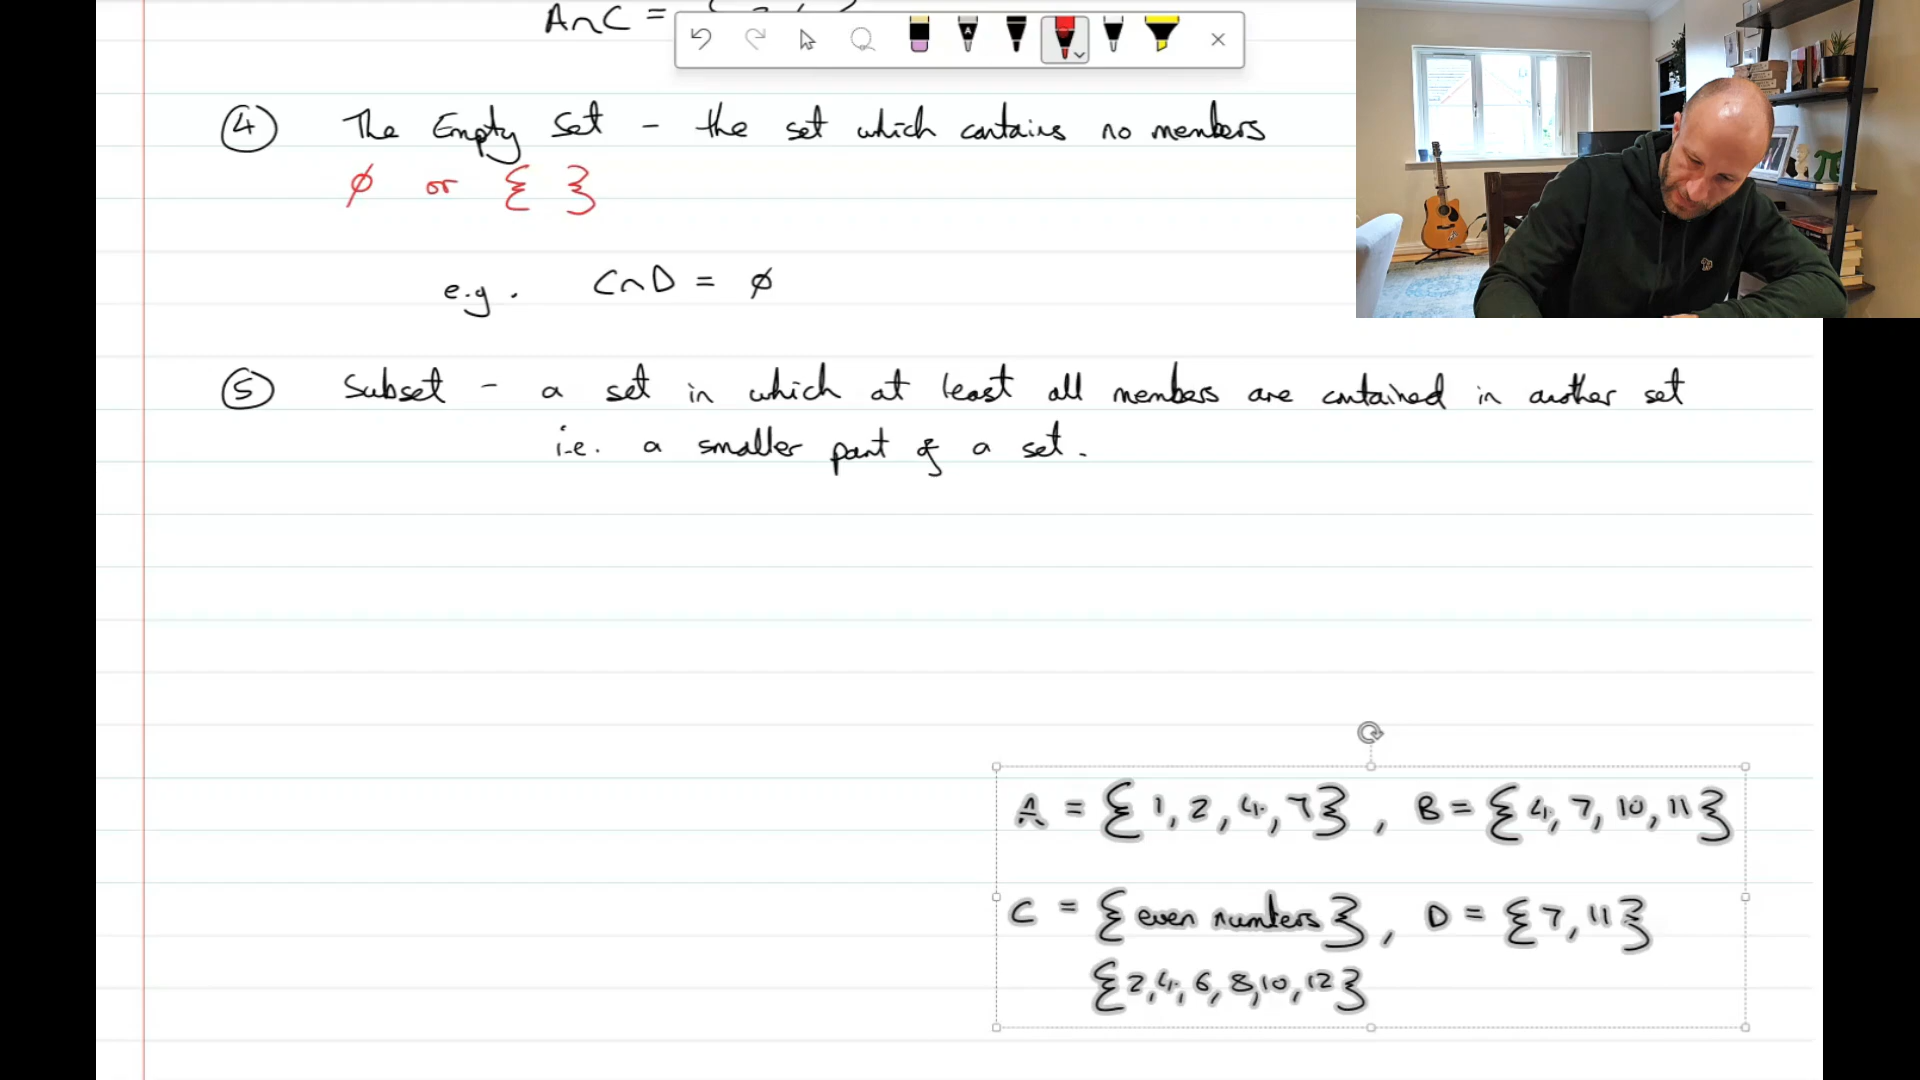 A∩C =
④ The Empty Set - the set which contains no members
∅ or { }
e.g. C∩D = ∅
⑤ Subset - a set in which at least all members are contained in another set
i.e. a smaller part of a set.
A = {1, 2, 4, 7} , B = {4, 7, 10, 11}
C = {even numbers} , D = {7, 11}
{2,4,6,8,10,12}